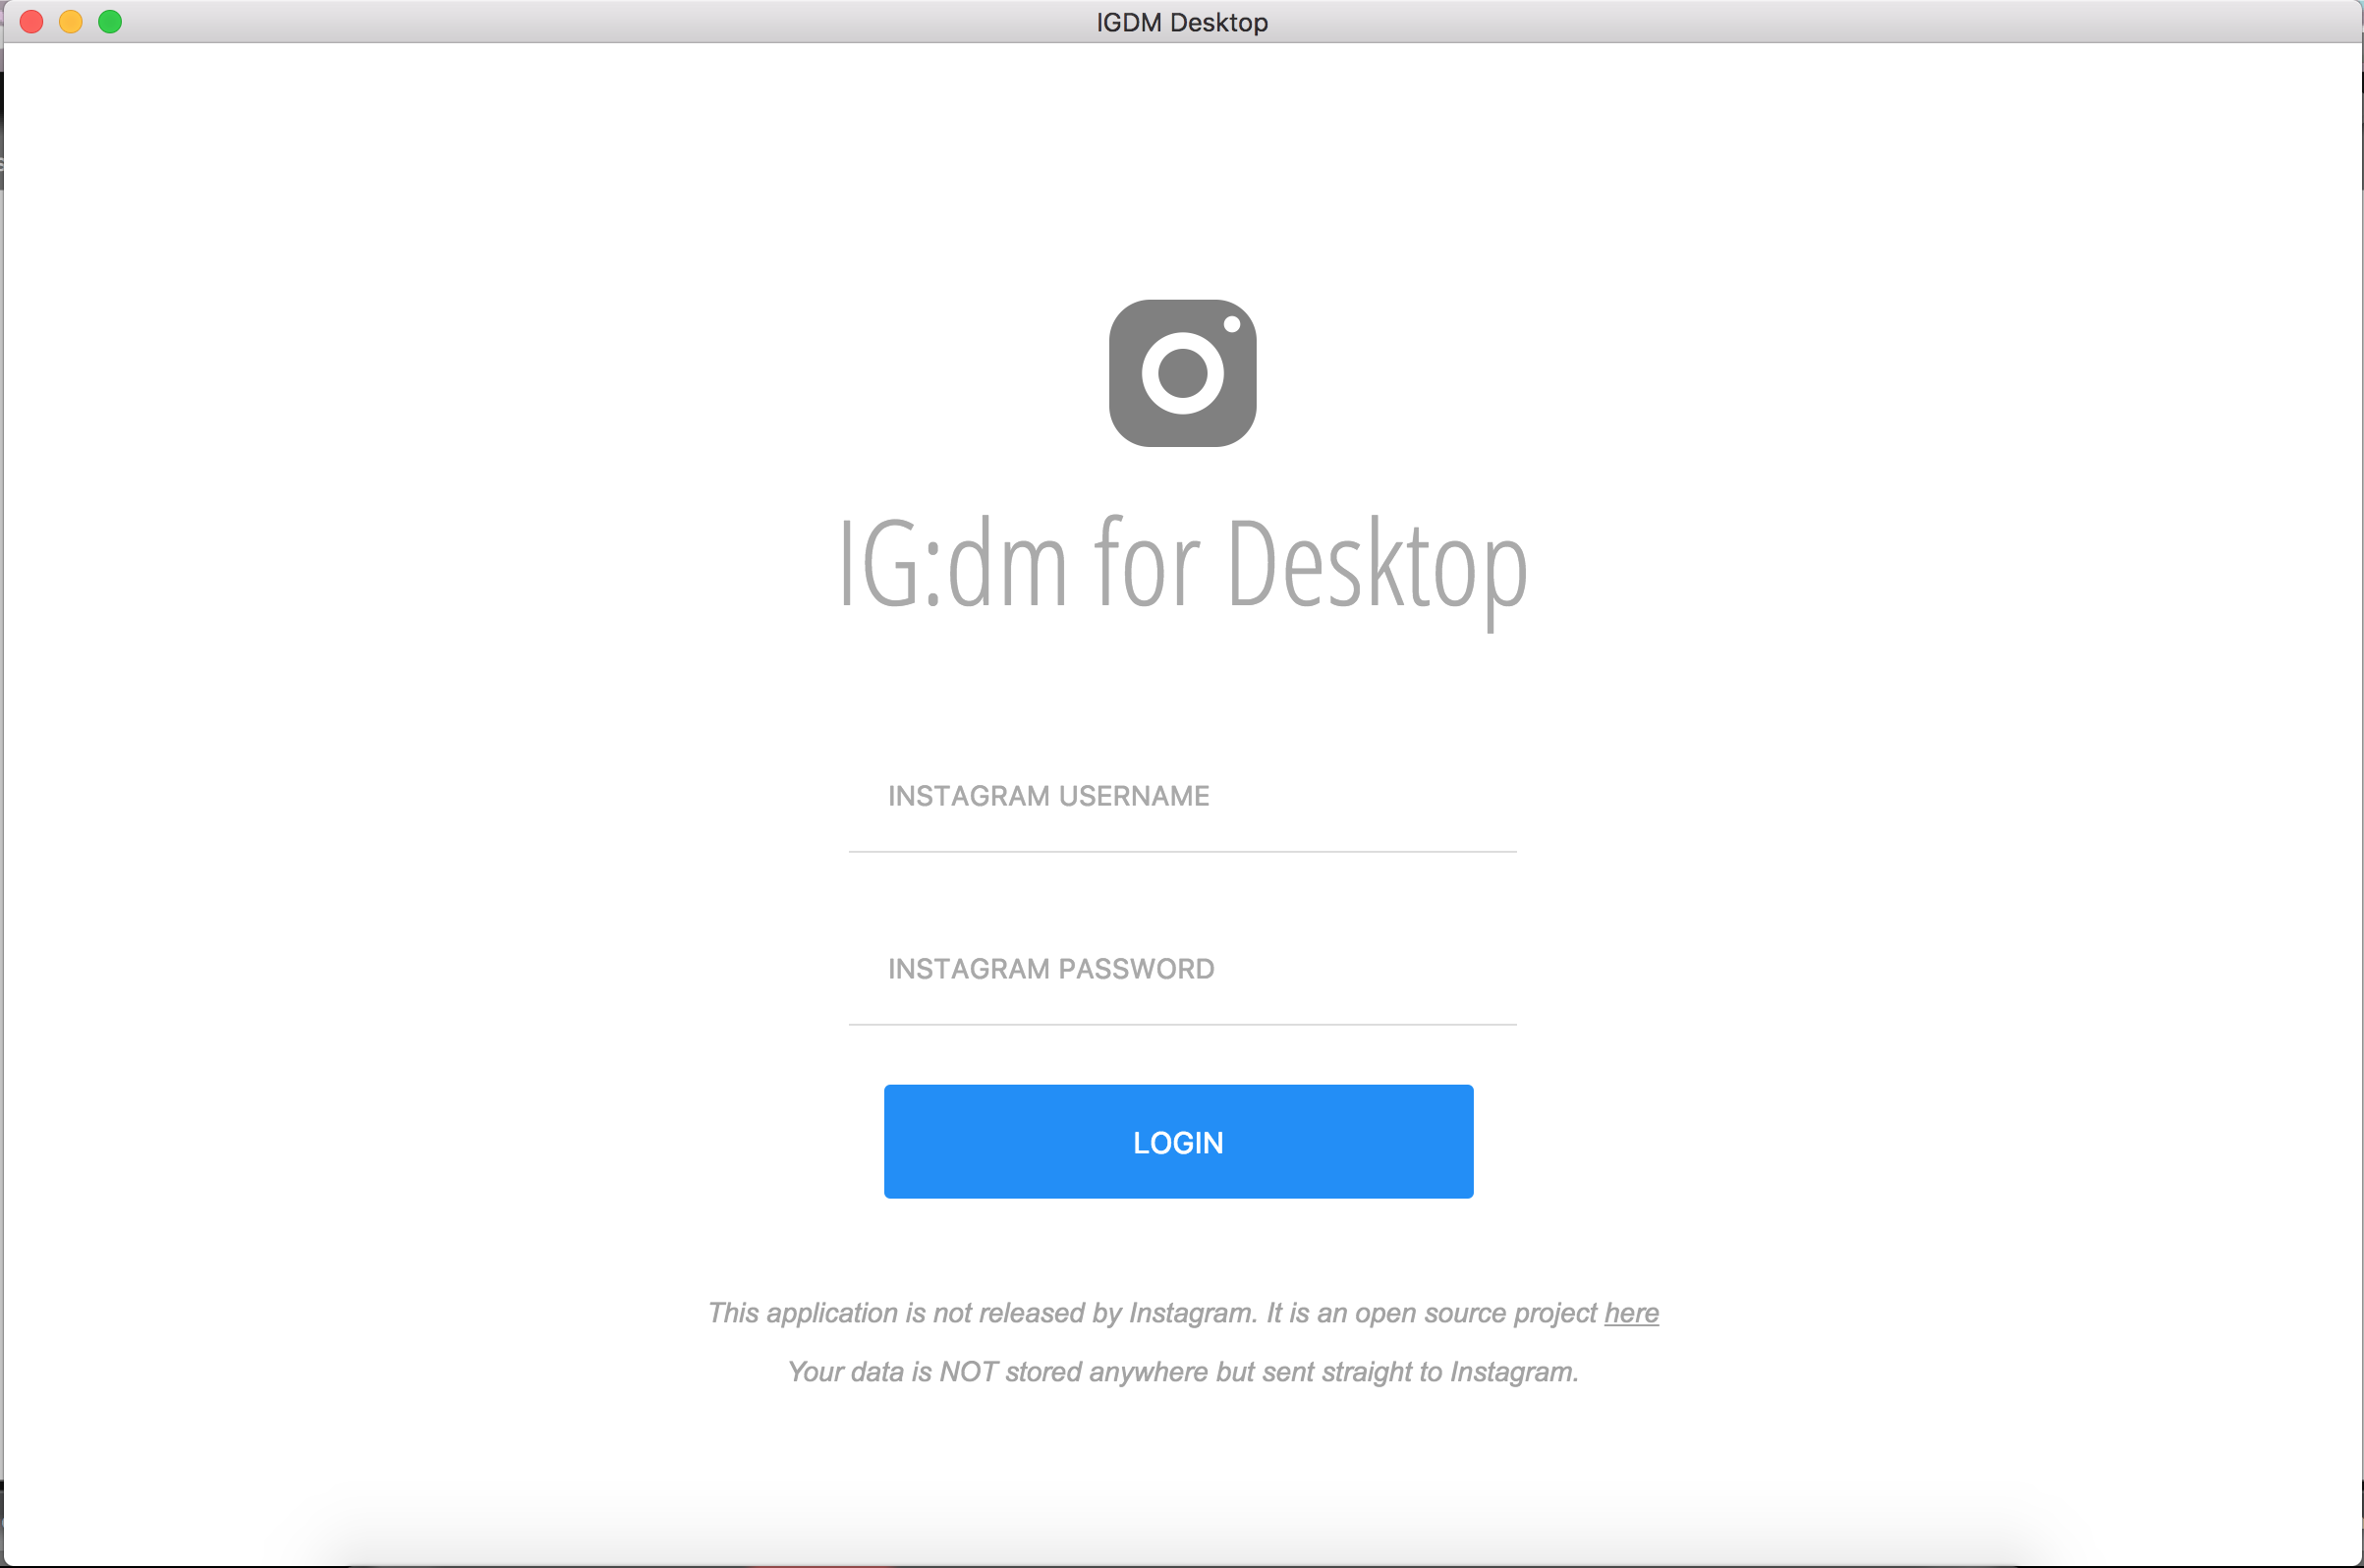 IGDM Desktop
IG:dm for Desktop
INSTAGRAM USERNAME
INSTAGRAM PASSWORD
LOGIN
This application is not released by Instagram. It is an open source project here
Your data is NOT stored anywhere but sent straight to Instagram.